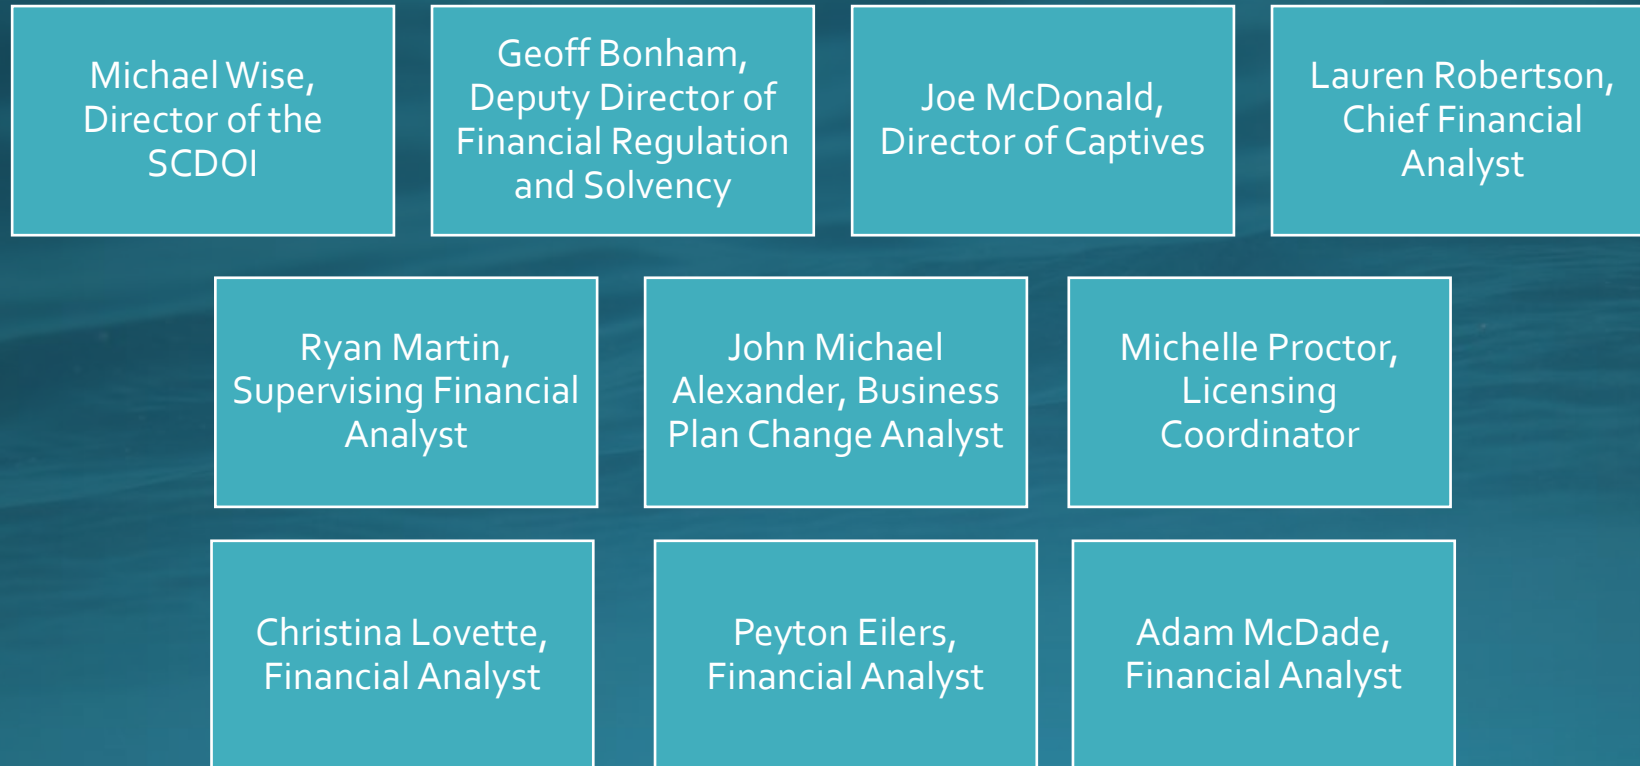 Michael Wise,
Director of the
SCDOI
Geoff Bonham,
Deputy Director of
Financial Regulation
and Solvency
Joe McDonald,
Director of Captives
Lauren Robertson,
Chief Financial
Analyst
Ryan Martin,
Supervising Financial
Analyst
John Michael
Alexander, Business
Plan Change Analyst
Michelle Proctor,
Licensing
Coordinator
Christina Lovette,
Financial Analyst
Peyton Eilers,
Financial Analyst
Adam McDade,
Financial Analyst